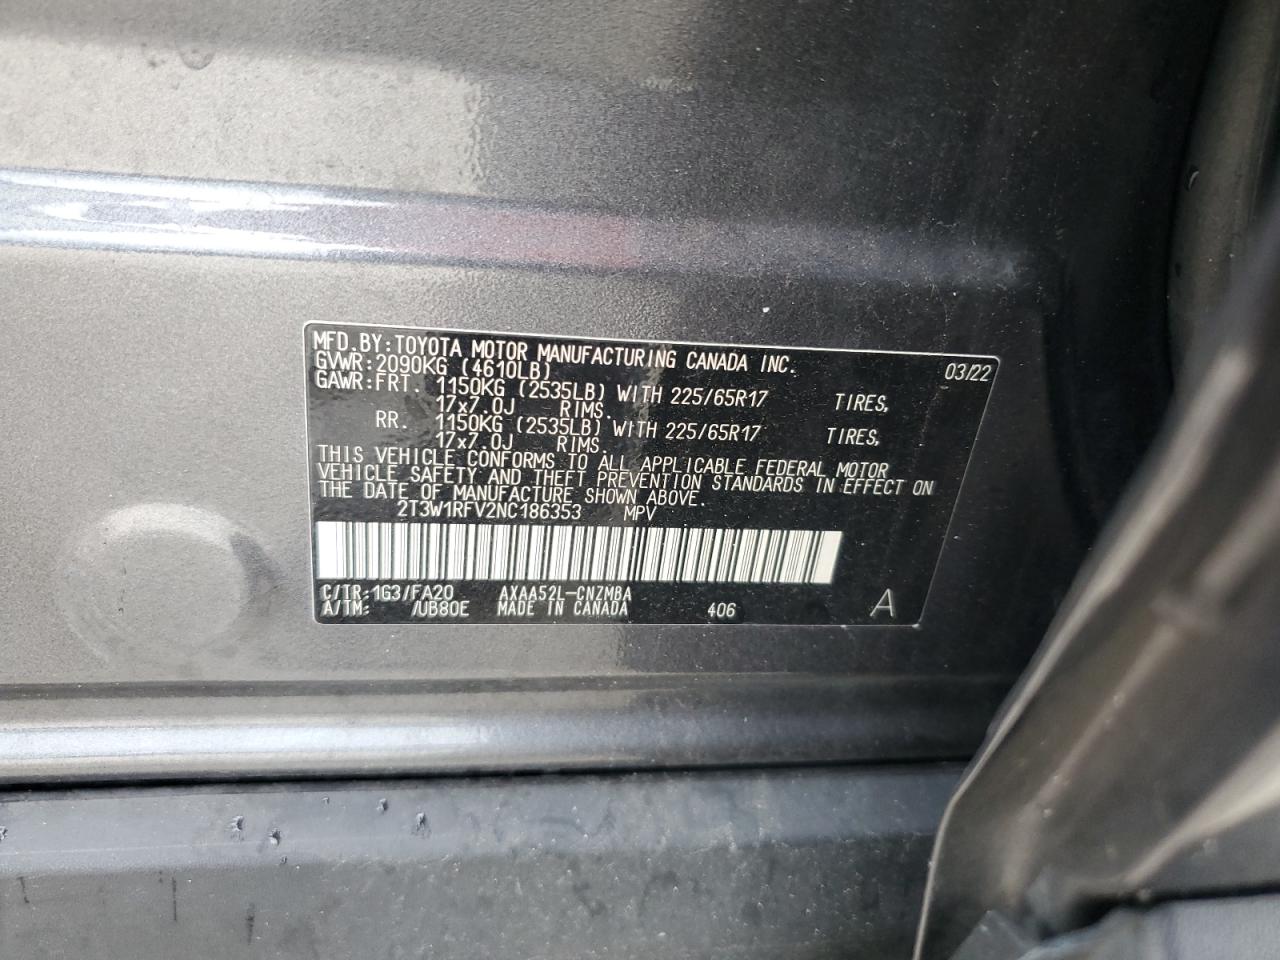 MFD.BY:TOYOTA MOTOR MANUFACTURING CANADA INC. 03/22
GVWR:2090KG (4610LB)
GAWR:FRT. 1150KG (2535LB) WITH 225/65R17 TIRES,
17x7.0J RIMS.
RR. 1150KG (2535LB) WITH 225/65R17 TIRES,
17x7.0J RIMS.
THIS VEHICLE CONFORMS TO ALL APPLICABLE FEDERAL MOTOR
VEHICLE SAFETY AND THEFT PREVENTION STANDARDS IN EFFECT ON
THE DATE OF MANUFACTURE SHOWN ABOVE.
2T3W1RFV2NC186353 MPV
C/TR:1G3/FA20 AXAA52L-CNZMBA
A/TM: /UB80E MADE IN CANADA 406 A